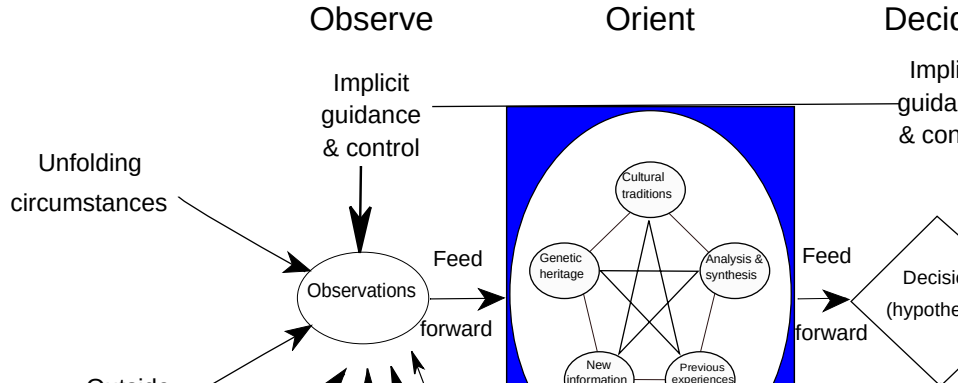 Observe
Orient
Implicit
guidance
& control
Unfolding
circumstances
Cultural
traditions
Genetic
heritage
Analysis &
synthesis
Observations
Feed
forward
New
information
Previous
experiences
Feed
forward
Outside